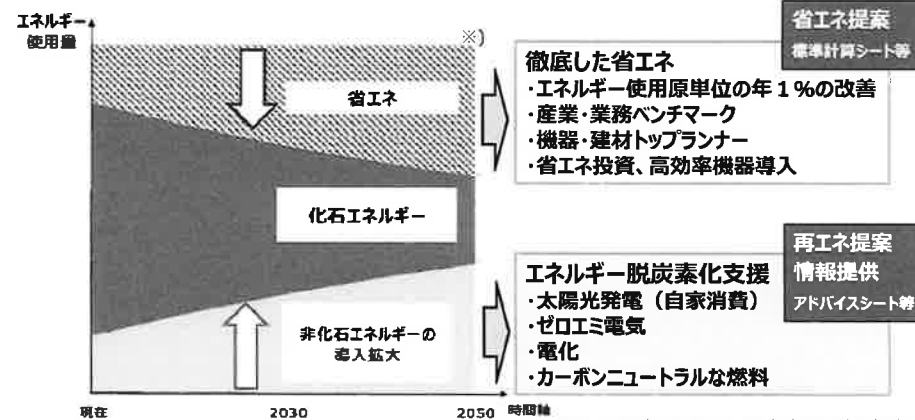 エネルギー
使用量
※)
省エネ
化石エネルギー
非化石エネルギーの
導入拡大
現在
2030
2050
時間軸
省エネ提案
標準計算シート等
徹底した省エネ
・エネルギー使用原単位の年1%の改善
・産業・業務ベンチマーク
・機器・建材トップランナー
・省エネ投資、高効率機器導入
再エネ提案
情報提供
アドバイスシート等
エネルギー脱炭素化支援
・太陽光発電（自家消費）
・ゼロエミ電気
・電化
・カーボンニュートラルな燃料